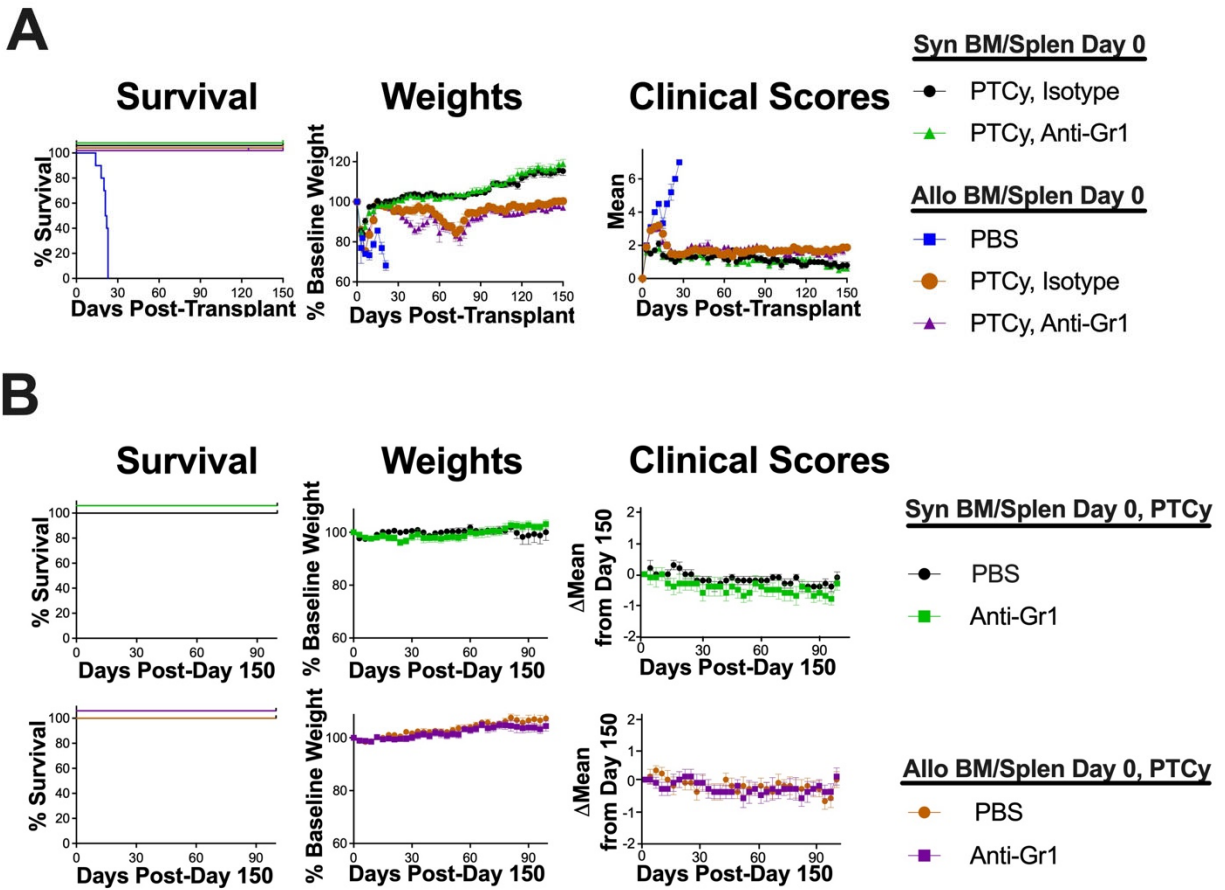 A
Survival
Weights
Clinical Scores
Syn BM/Splen Day 0
PTCy, Isotype
PTCy, Anti-Gr1
Allo BM/Splen Day 0
PBS
PTCy, Isotype
PTCy, Anti-Gr1
% Survival
100
80
60
40
20
0
0 30 60 90 120 150
Days Post-Transplant
% Baseline Weight
120
100
80
60
0 30 60 90 120 150
Days Post-Transplant
Mean
6
4
2
0
0 30 60 90 120 150
Days Post-Transplant
B
Survival
Weights
Clinical Scores
Syn BM/Splen Day 0, PTCy
PBS
Anti-Gr1
% Survival
100
80
60
40
20
0
0 30 60 90
Days Post-Day 150
% Baseline Weight
100
60
0 30 60 90
Days Post-Day 150
ΔMean
from Day 150
2
1
0
-1
-2
0 30 60 90
Days Post-Day 150
% Survival
100
80
60
40
20
0
0 30 60 90
Days Post-Day 150
% Baseline Weight
100
60
0 30 60 90
Days Post-Day 150
ΔMean
from Day 150
2
1
0
-1
-2
0 30 60 90
Days Post-Day 150
Allo BM/Splen Day 0, PTCy
PBS
Anti-Gr1